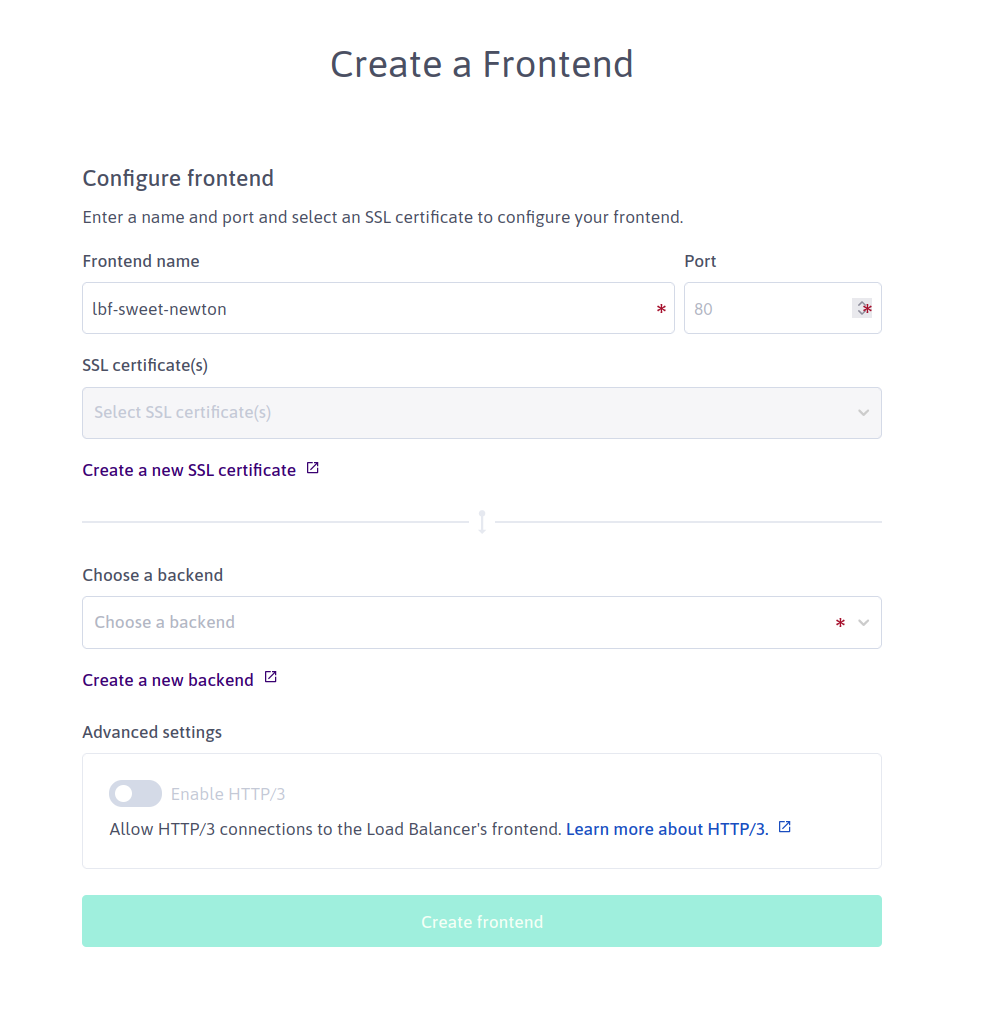 Create a Frontend
Configure frontend
Enter a name and port and select an SSL certificate to configure your frontend.
Frontend name
Port
lbf-sweet-newton *
80 *
SSL certificate(s)
Select SSL certificate(s)
Create a new SSL certificate
Choose a backend
Choose a backend *
Create a new backend
Advanced settings
Enable HTTP/3
Allow HTTP/3 connections to the Load Balancer's frontend. Learn more about HTTP/3.
Create frontend